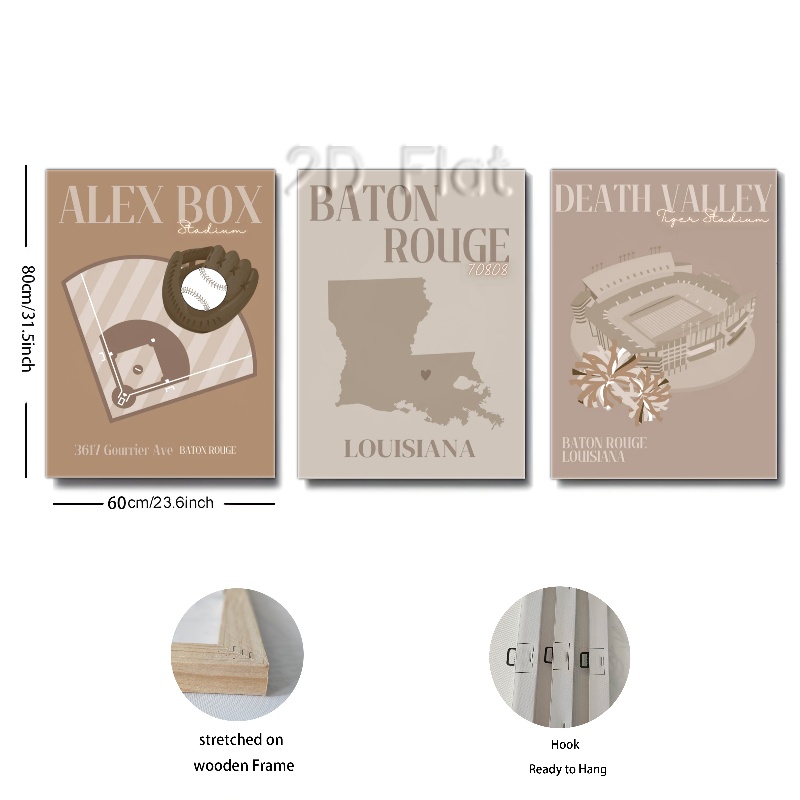 2D Flat
ALEX BOX
Stadium
3617 Gourrier Ave BATON ROUGE
BATON
ROUGE
70808
LOUISIANA
DEATH VALLEY
Tiger Stadium
BATON ROUGE
LOUISIANA
80cm/31.5inch
60cm/23.6inch
stretched on
wooden Frame
Hook
Ready to Hang